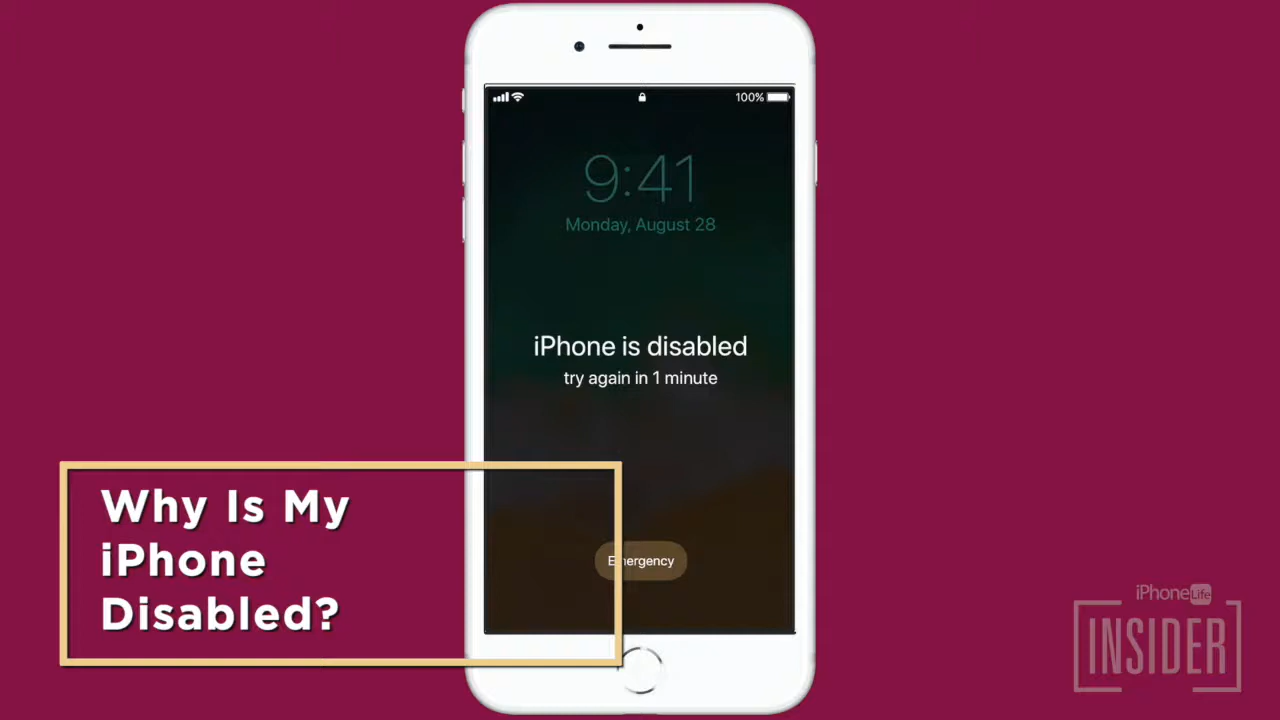 100%
9:41
Monday, August 28
iPhone is disabled
try again in 1 minute
Emergency
Why Is My
iPhone
Disabled?
iPhoneLife
INSIDER